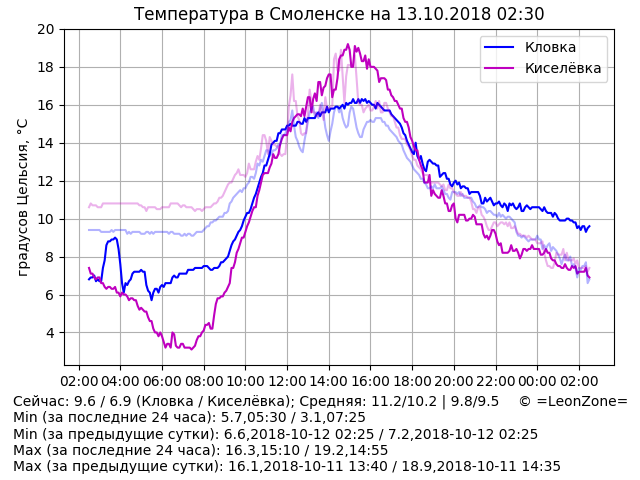 Температура в Смоленске на 13.10.2018 02:30
градусов Цельсия, °C
20
18
16
14
12
10
8
6
4
Кловка
Киселёвка
02:00 04:00 06:00 08:00 10:00 12:00 14:00 16:00 18:00 20:00 22:00 00:00 02:00
Сейчас: 9.6 / 6.9 (Кловка / Киселёвка); Средняя: 11.2/10.2 | 9.8/9.5 © =LeonZone=
Min (за последние 24 часа): 5.7,05:30 / 3.1,07:25
Min (за предыдущие сутки): 6.6,2018-10-12 02:25 / 7.2,2018-10-12 02:25
Max (за последние 24 часа): 16.3,15:10 / 19.2,14:55
Max (за предыдущие сутки): 16.1,2018-10-11 13:40 / 18.9,2018-10-11 14:35